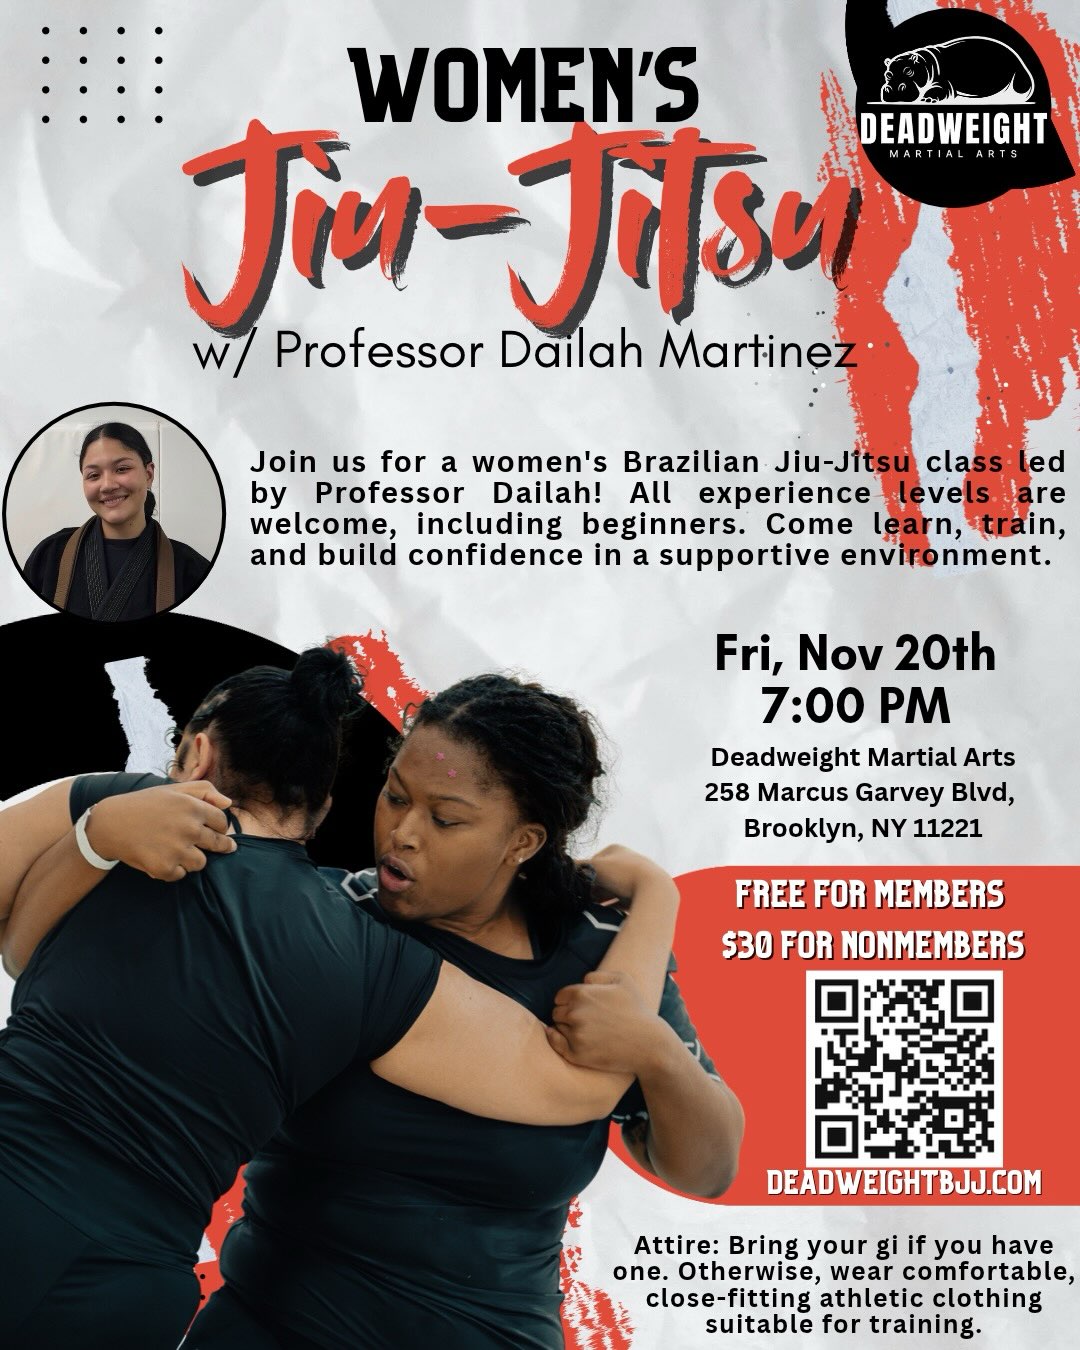 WOMEN'S
Jiu-Jitsu
w/ Professor Dailah Martinez
DEADWEIGHT
MARTIAL ARTS
Join us for a women's Brazilian Jiu-Jitsu class led
by Professor Dailah! All experience levels are
welcome, including beginners. Come learn, train,
and build confidence in a supportive environment.
Fri, Nov 20th
7:00 PM
Deadweight Martial Arts
258 Marcus Garvey Blvd,
Brooklyn, NY 11221
FREE FOR MEMBERS
$30 FOR NONMEMBERS
DEADWEIGHTBJJ.COM
Attire: Bring your gi if you have
one. Otherwise, wear comfortable,
close-fitting athletic clothing
suitable for training.